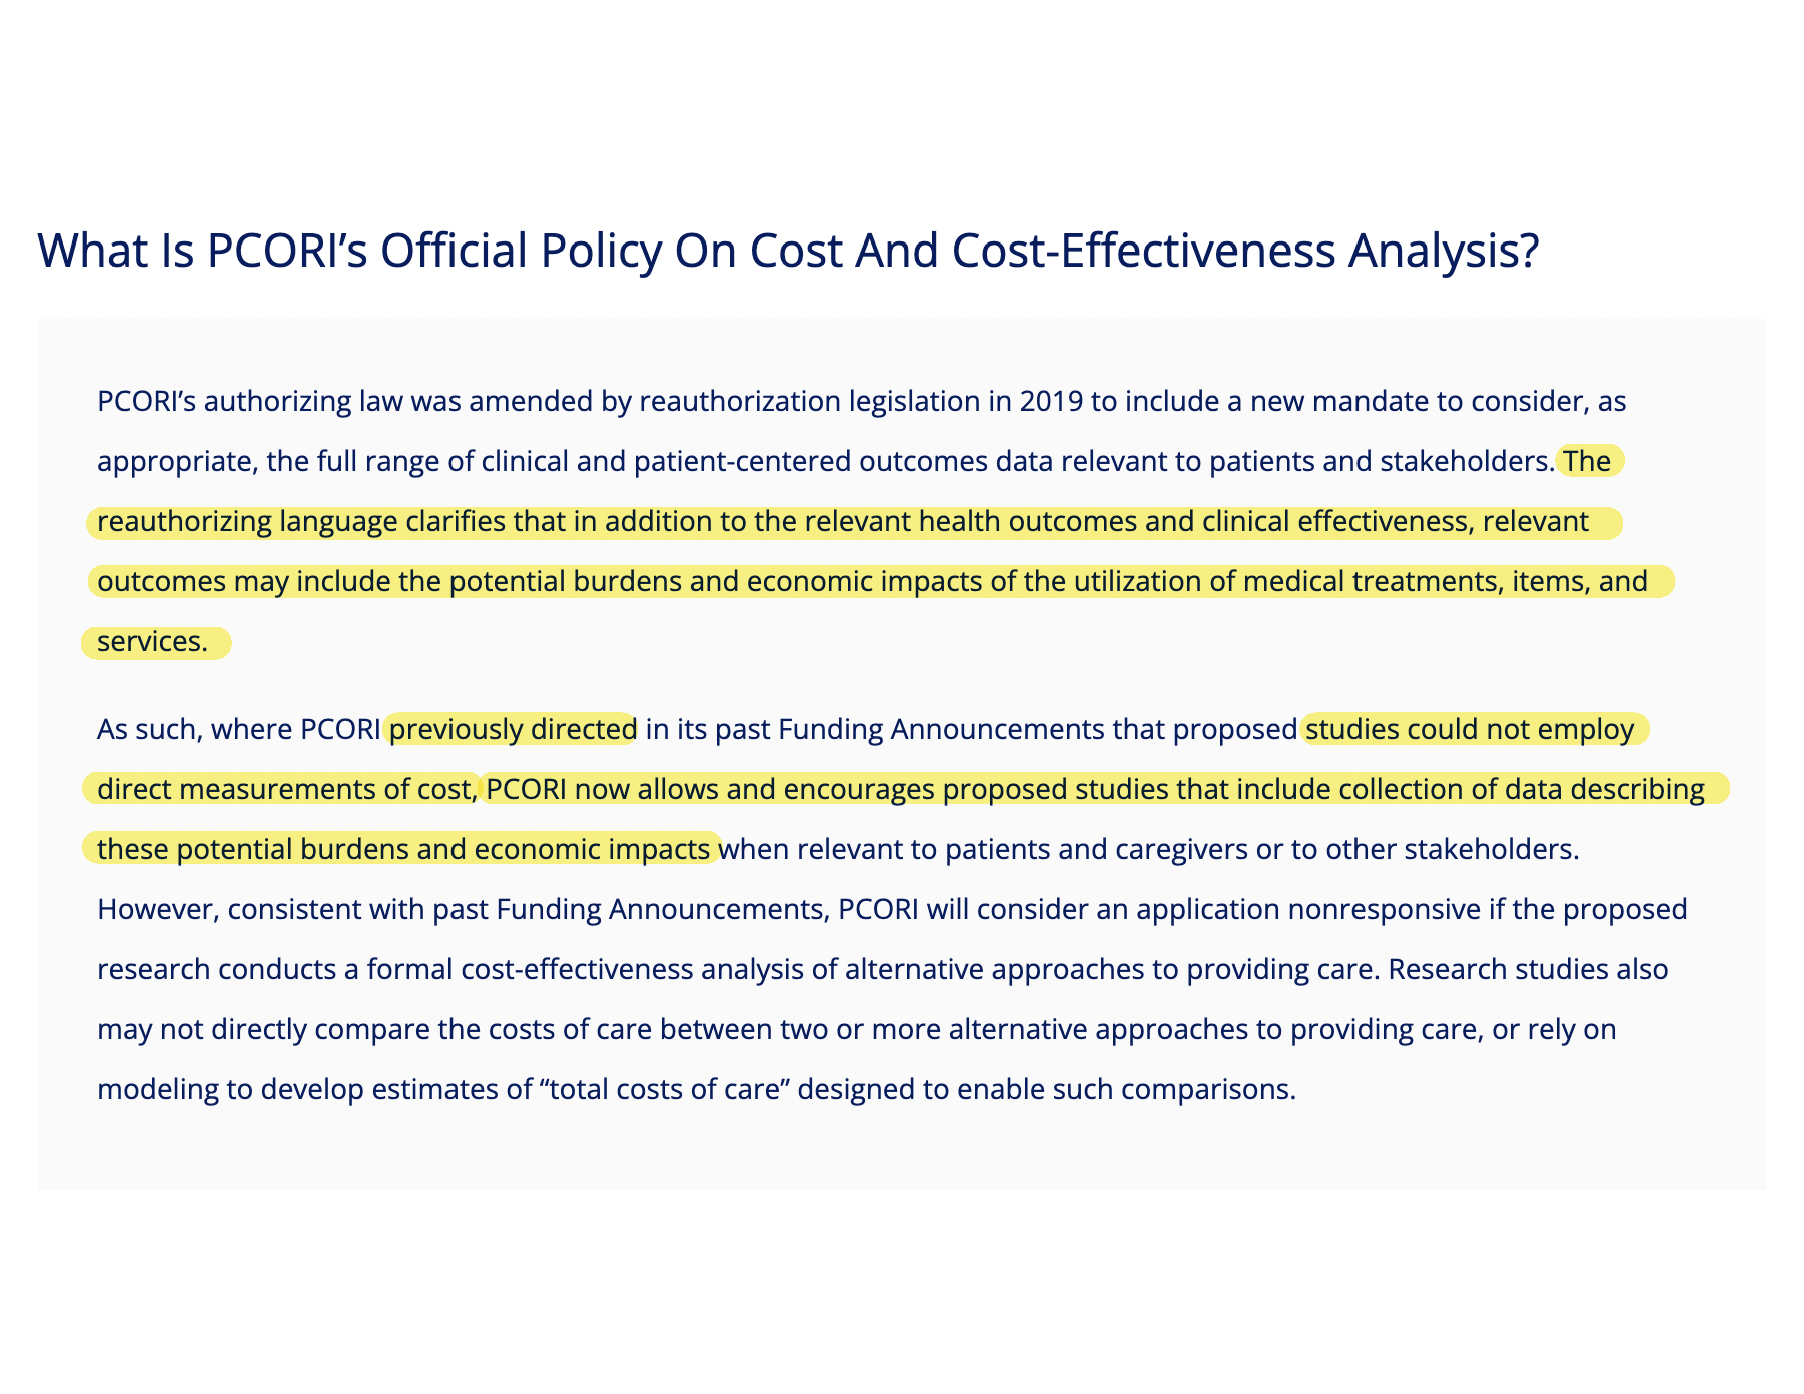 What Is PCORI’s Official Policy On Cost And Cost-Effectiveness Analysis?
PCORI’s authorizing law was amended by reauthorization legislation in 2019 to include a new mandate to consider, as
appropriate, the full range of clinical and patient-centered outcomes data relevant to patients and stakeholders. The
reauthorizing language clarifies that in addition to the relevant health outcomes and clinical effectiveness, relevant
outcomes may include the potential burdens and economic impacts of the utilization of medical treatments, items, and
services.
As such, where PCORI previously directed in its past Funding Announcements that proposed studies could not employ
direct measurements of cost, PCORI now allows and encourages proposed studies that include collection of data describing
these potential burdens and economic impacts when relevant to patients and caregivers or to other stakeholders.
However, consistent with past Funding Announcements, PCORI will consider an application nonresponsive if the proposed
research conducts a formal cost-effectiveness analysis of alternative approaches to providing care. Research studies also
may not directly compare the costs of care between two or more alternative approaches to providing care, or rely on
modeling to develop estimates of “total costs of care” designed to enable such comparisons.